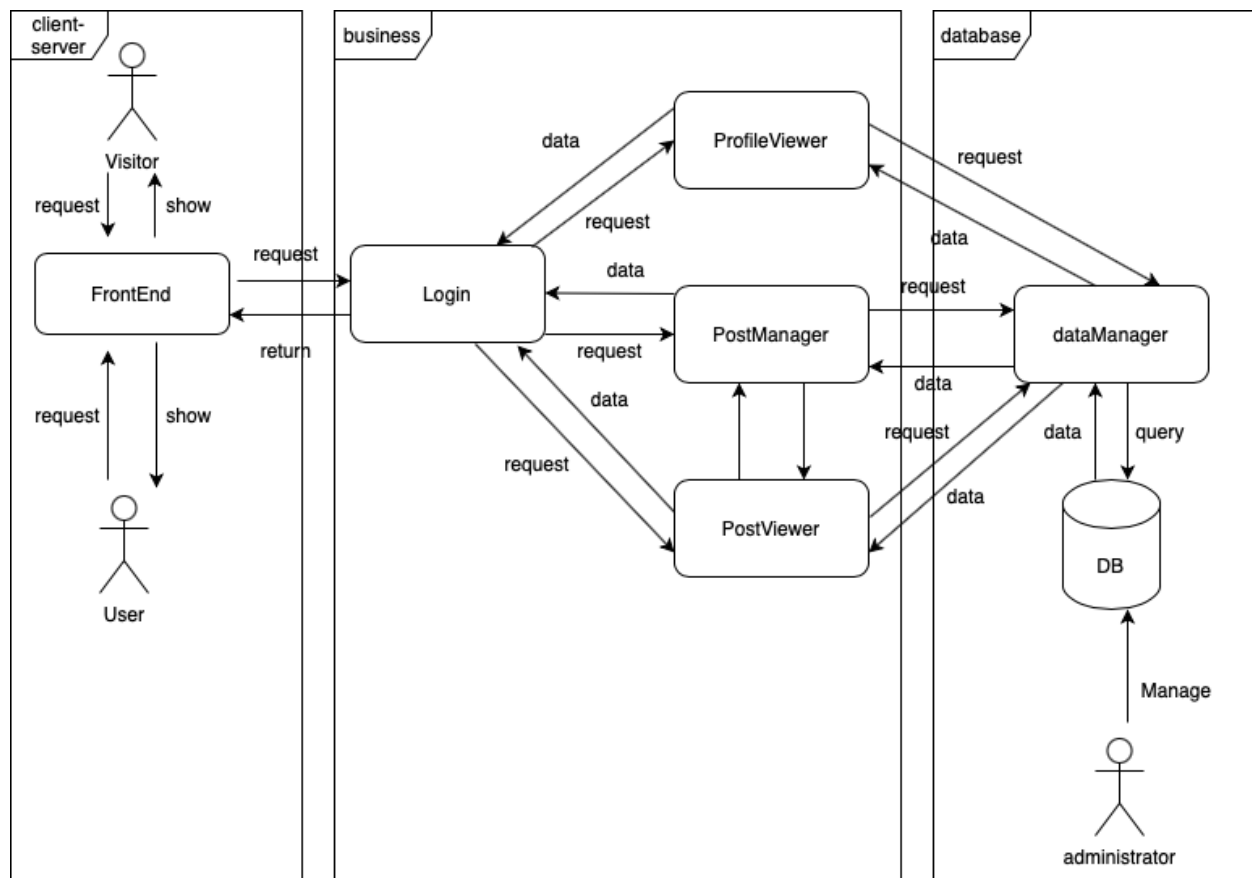 client-
server
business
database
Visitor
request
show
FrontEnd
request
return
request
show
User
Login
data
request
data
request
data
request
ProfileViewer
PostManager
PostViewer
request
data
request
data
request
data
dataManager
data
query
DB
Manage
administrator